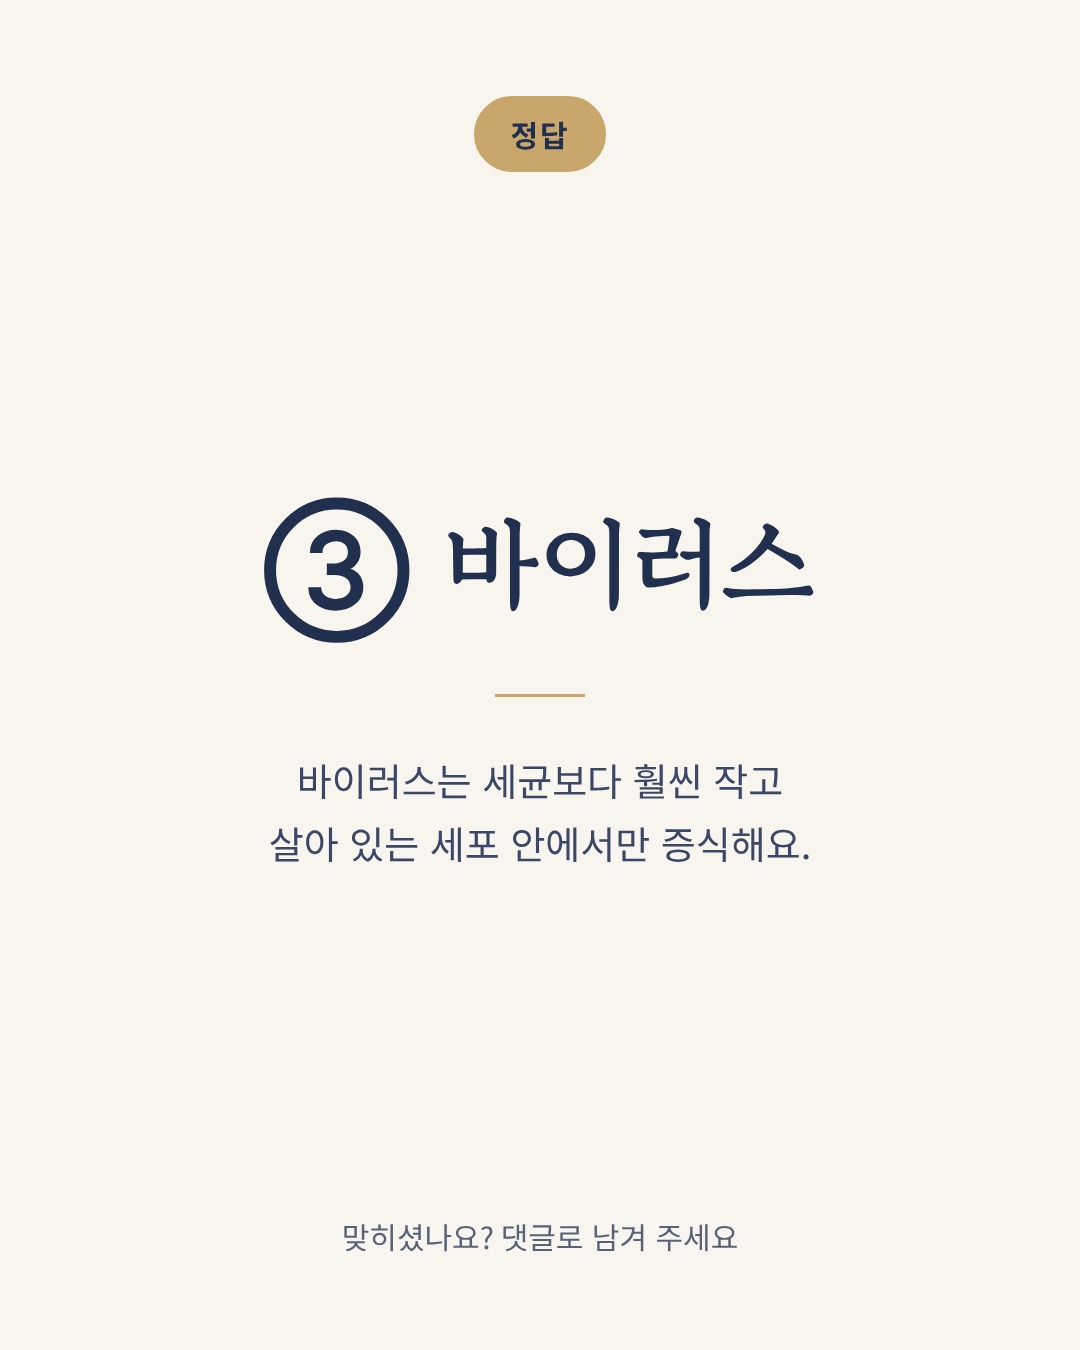 정답
③ 바이러스
바이러스는 세균보다 훨씬 작고
살아 있는 세포 안에서만 증식해요.
맞히셨나요? 댓글로 남겨 주세요